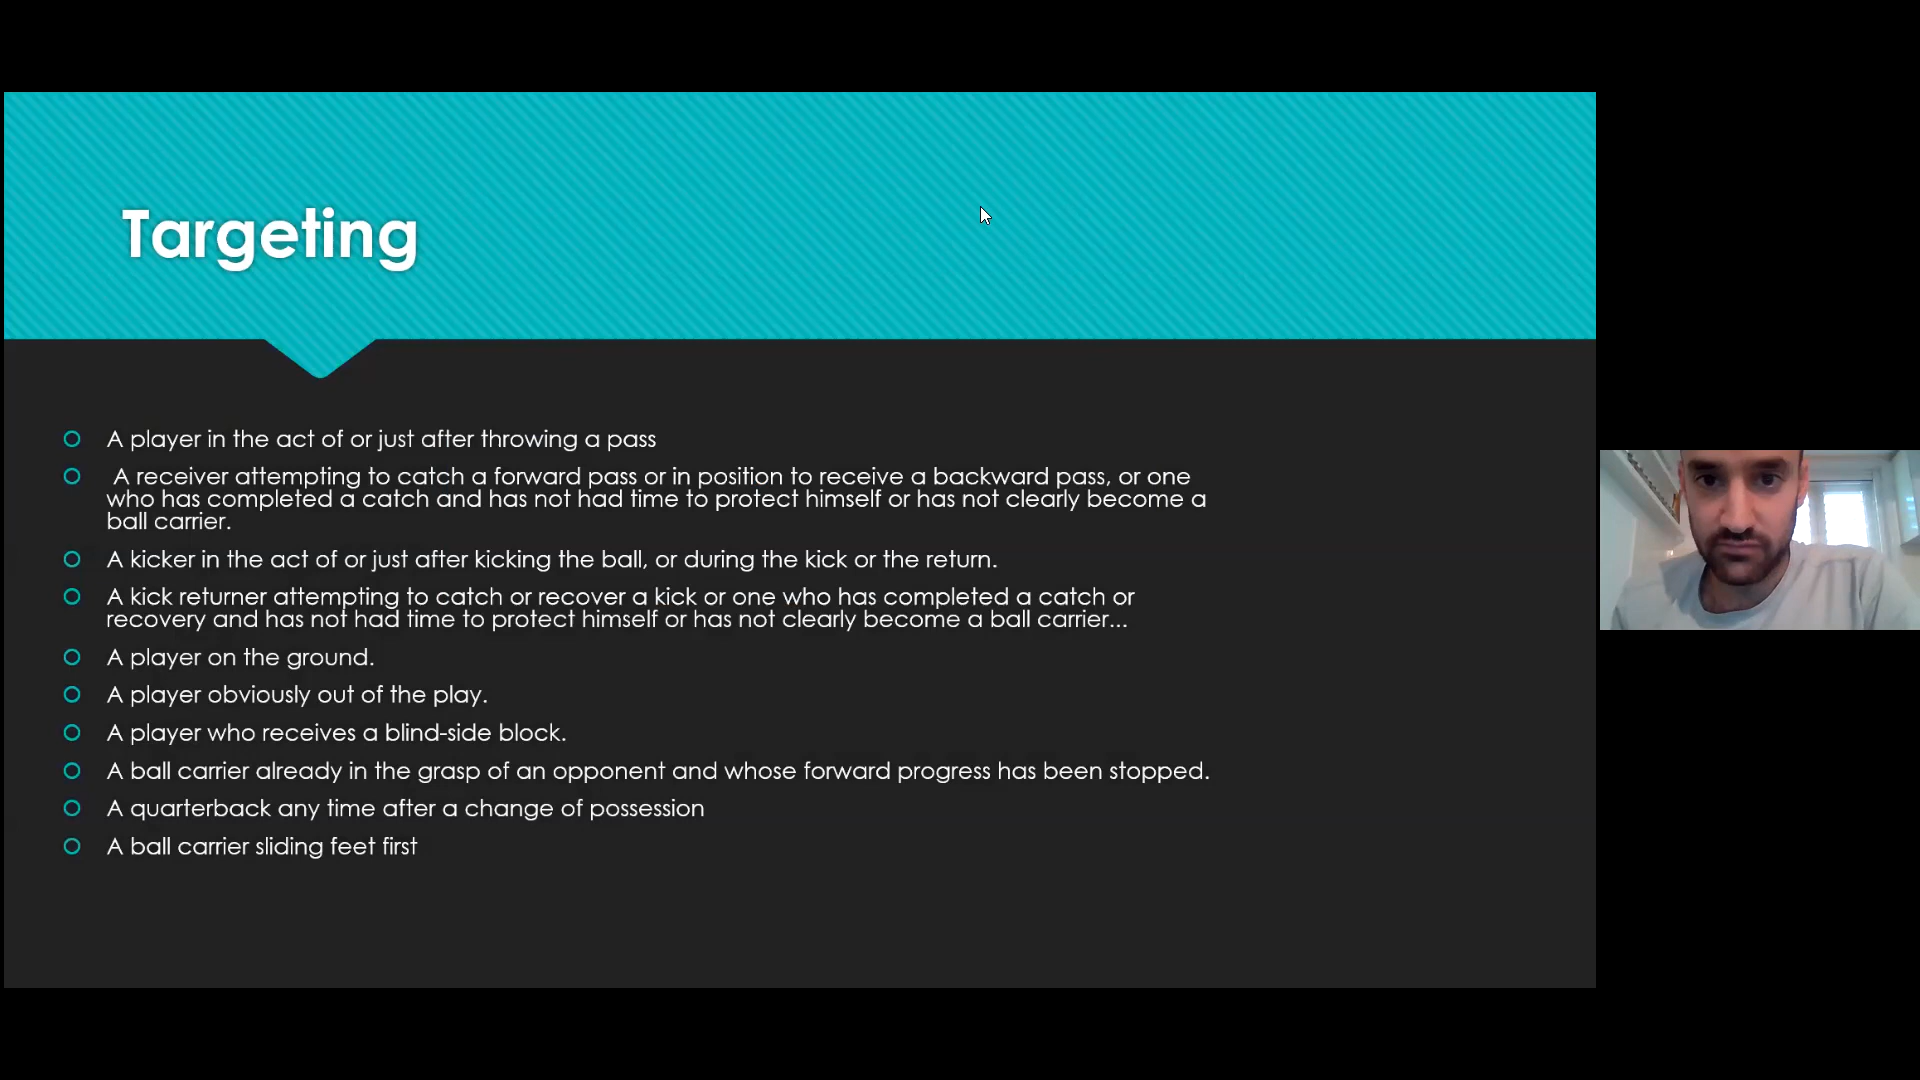 Targeting
A player in the act of or just after throwing a pass
A receiver attempting to catch a forward pass or in position to receive a backward pass, or one
who has completed a catch and has not had time to protect himself or has not clearly become a
ball carrier.
A kicker in the act of or just after kicking the ball, or during the kick or the return.
A kick returner attempting to catch or recover a kick or one who has completed a catch or
recovery and has not had time to protect himself or has not clearly become a ball carrier...
A player on the ground.
A player obviously out of the play.
A player who receives a blind-side block.
A ball carrier already in the grasp of an opponent and whose forward progress has been stopped.
A quarterback any time after a change of possession
A ball carrier sliding feet first